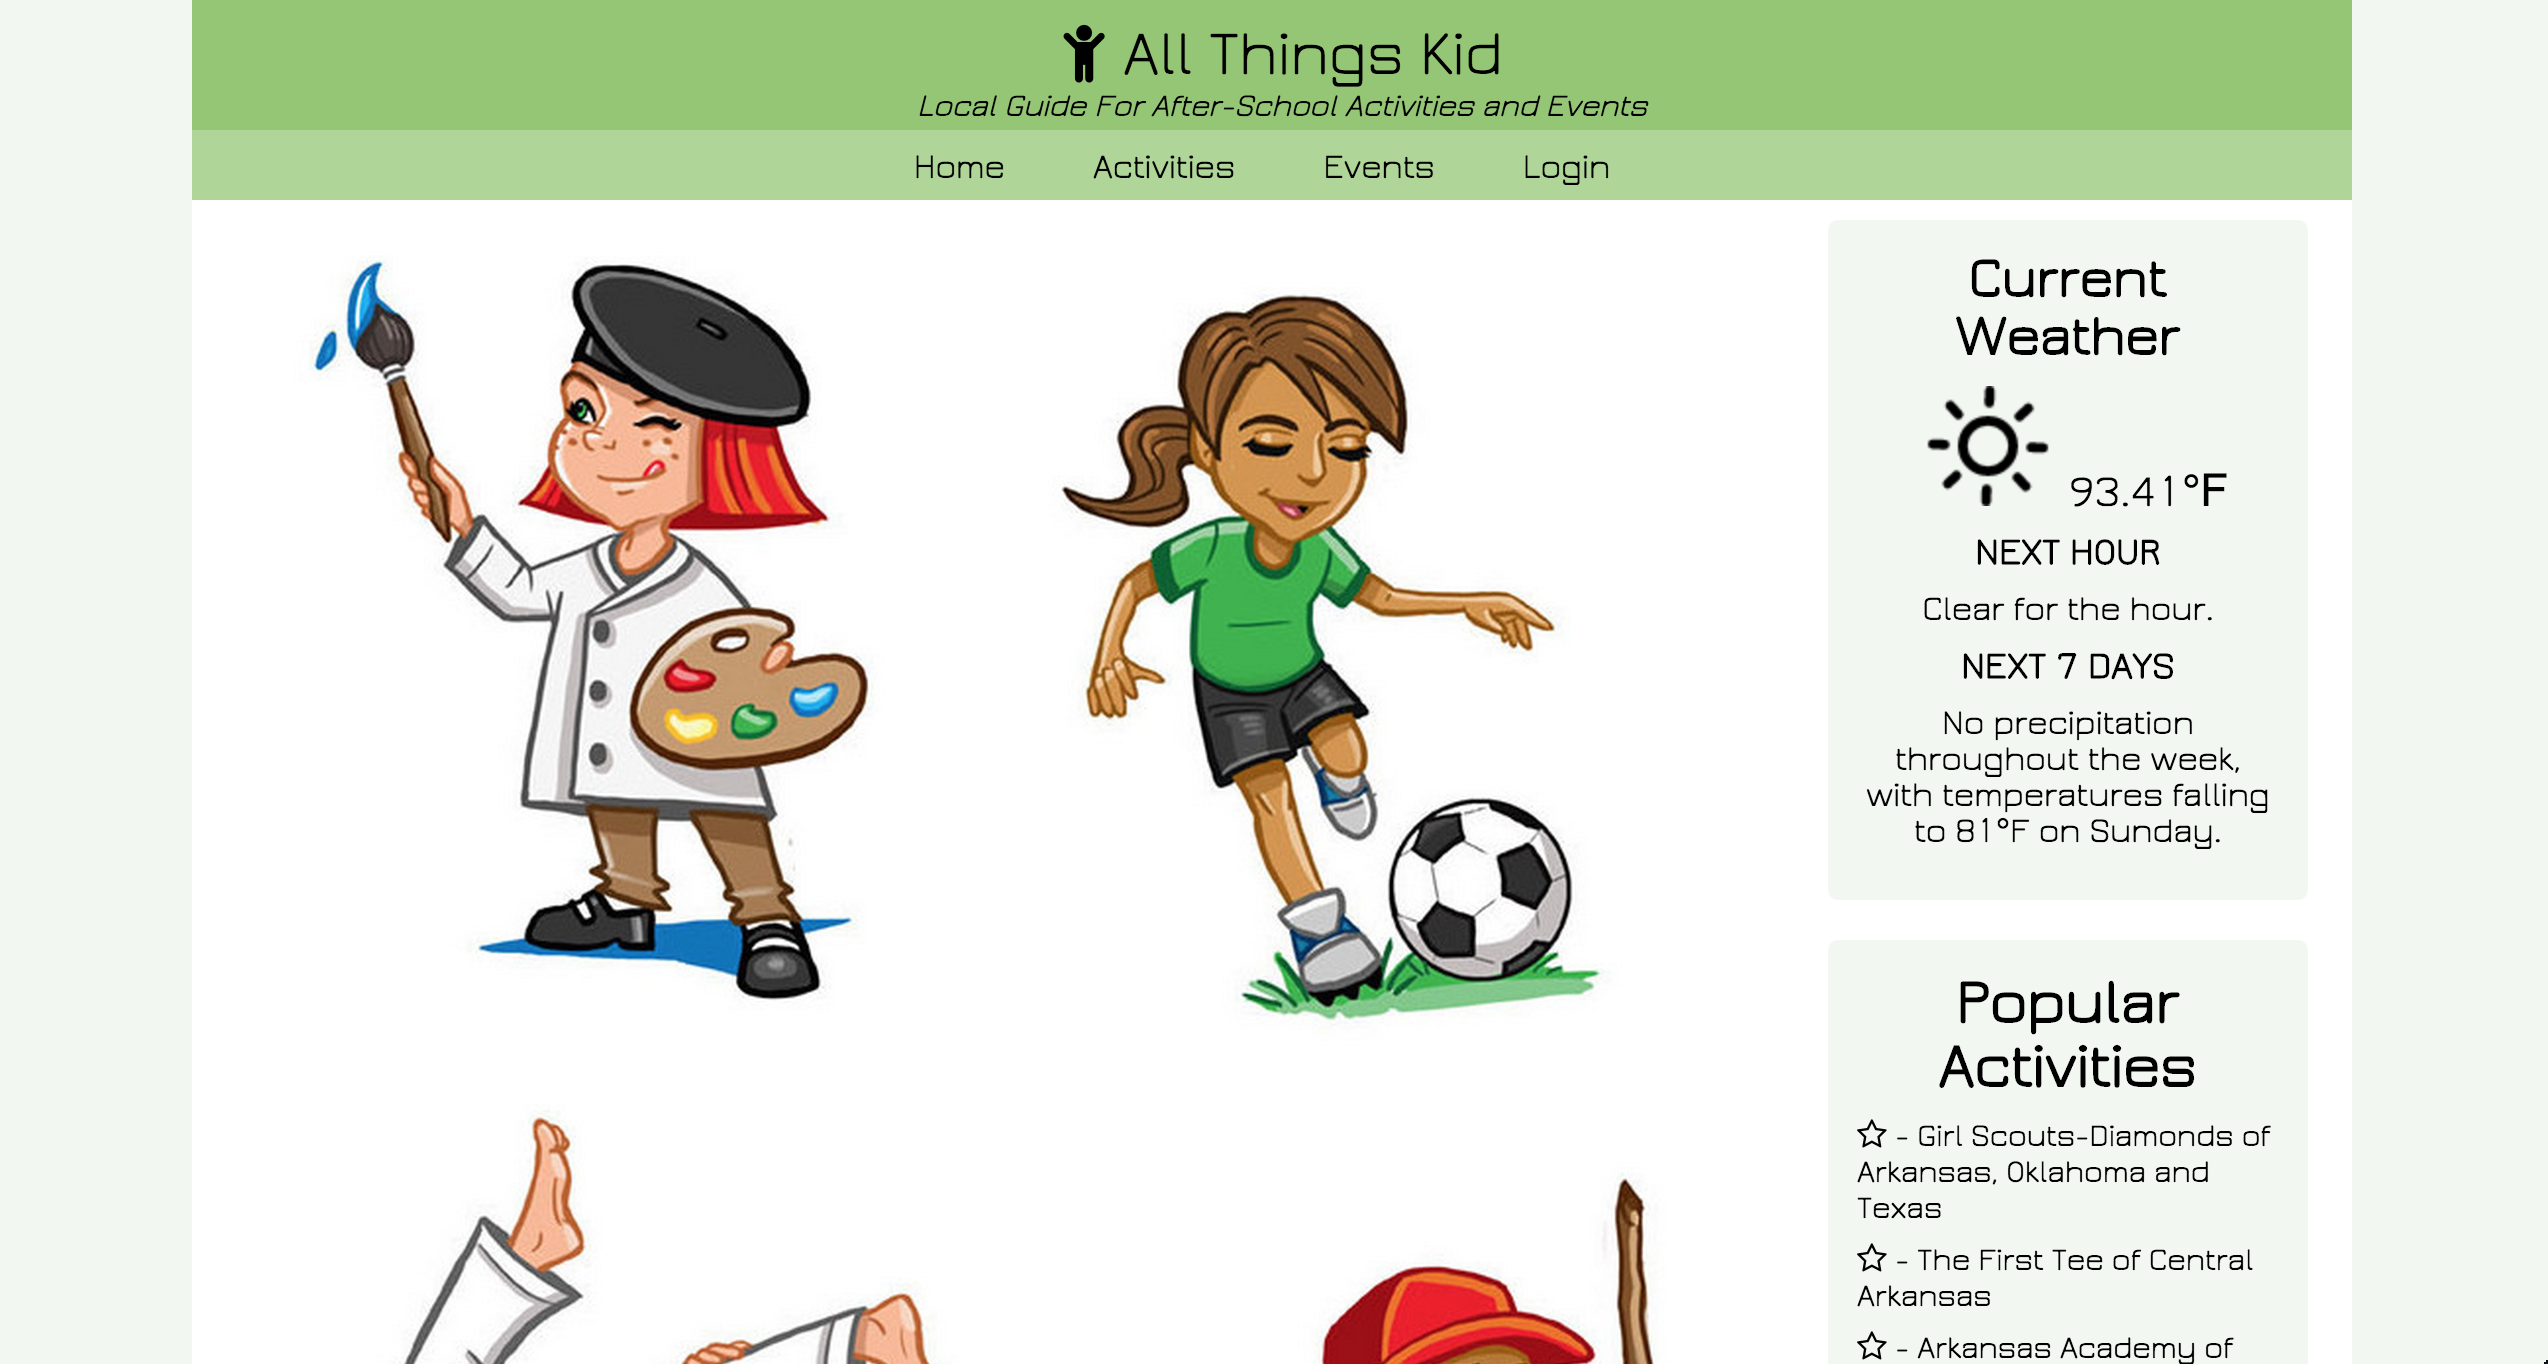 All Things Kid
Local Guide For After-School Activities and Events
Home Activities Events Login
Current
Weather
93.41°F
NEXT HOUR
Clear for the hour.
NEXT 7 DAYS
No precipitation
throughout the week,
with temperatures falling
to 81°F on Sunday.
Popular
Activities
- Girl Scouts-Diamonds of
Arkansas, Oklahoma and
Texas
- The First Tee of Central
Arkansas
- Arkansas Academy of